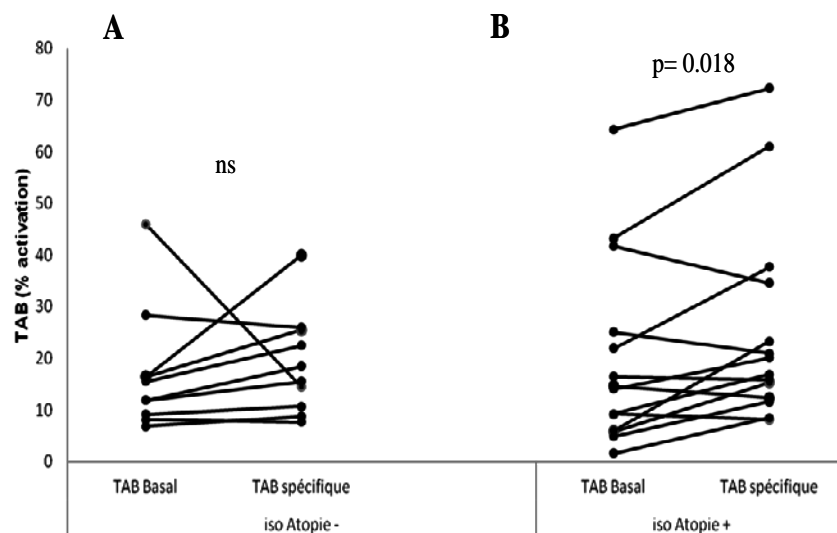 A
B
p= 0.018
ns
TAB (% activation)
80
70
60
50
40
30
20
10
0
TAB Basal
TAB spécifique
TAB Basal
TAB spécifique
iso Atopie -
iso Atopie +